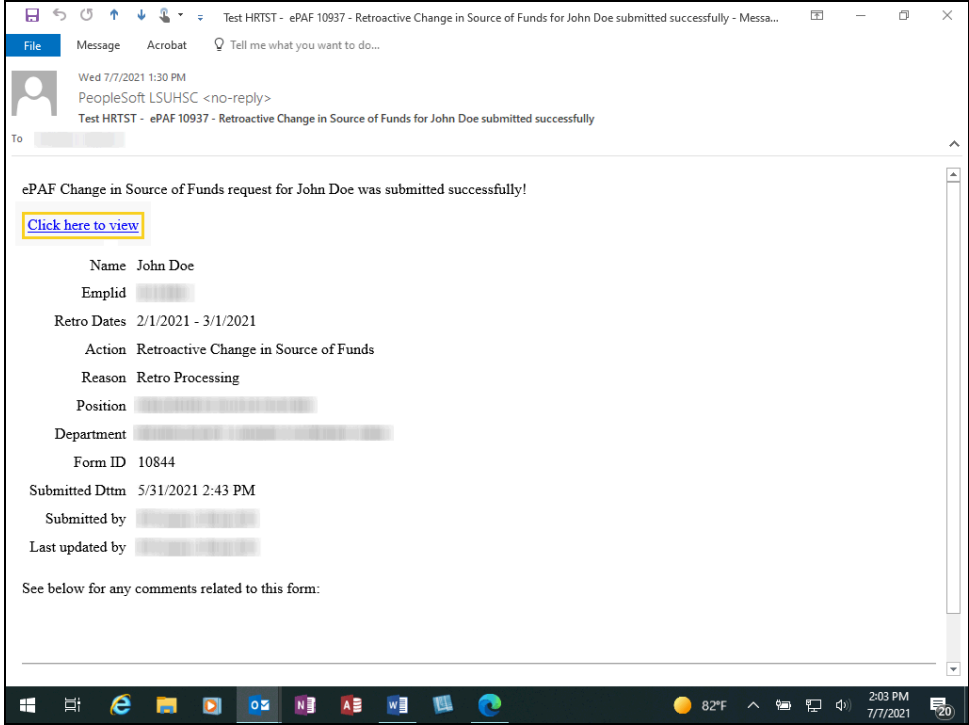 Test HRTST - ePAF 10937 - Retroactive Change in Source of Funds for John Doe submitted successfully - Messa...
File Message Acrobat Tell me what you want to do...
Wed 7/7/2021 1:30 PM
PeopleSoft LSUHSC <no-reply>
Test HRTST - ePAF 10937 - Retroactive Change in Source of Funds for John Doe submitted successfully
To
ePAF Change in Source of Funds request for John Doe was submitted successfully!
Click here to view
Name John Doe
Emplid
Retro Dates 2/1/2021 - 3/1/2021
Action Retroactive Change in Source of Funds
Reason Retro Processing
Position
Department
Form ID 10844
Submitted Dttm 5/31/2021 2:43 PM
Submitted by
Last updated by
See below for any comments related to this form:
82°F 2:03 PM
7/7/2021 20